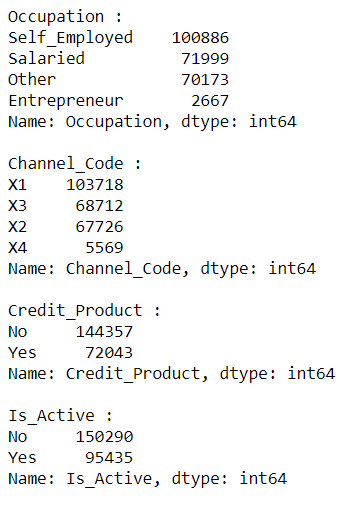 Occupation :
Self_Employed    100886
Salaried          71999
Other             70173
Entrepreneur       2667
Name: Occupation, dtype: int64

Channel_Code :
X1    103718
X3     68712
X2     67726
X4      5569
Name: Channel_Code, dtype: int64

Credit_Product :
No     144357
Yes     72043
Name: Credit_Product, dtype: int64

Is_Active :
No     150290
Yes     95435
Name: Is_Active, dtype: int64